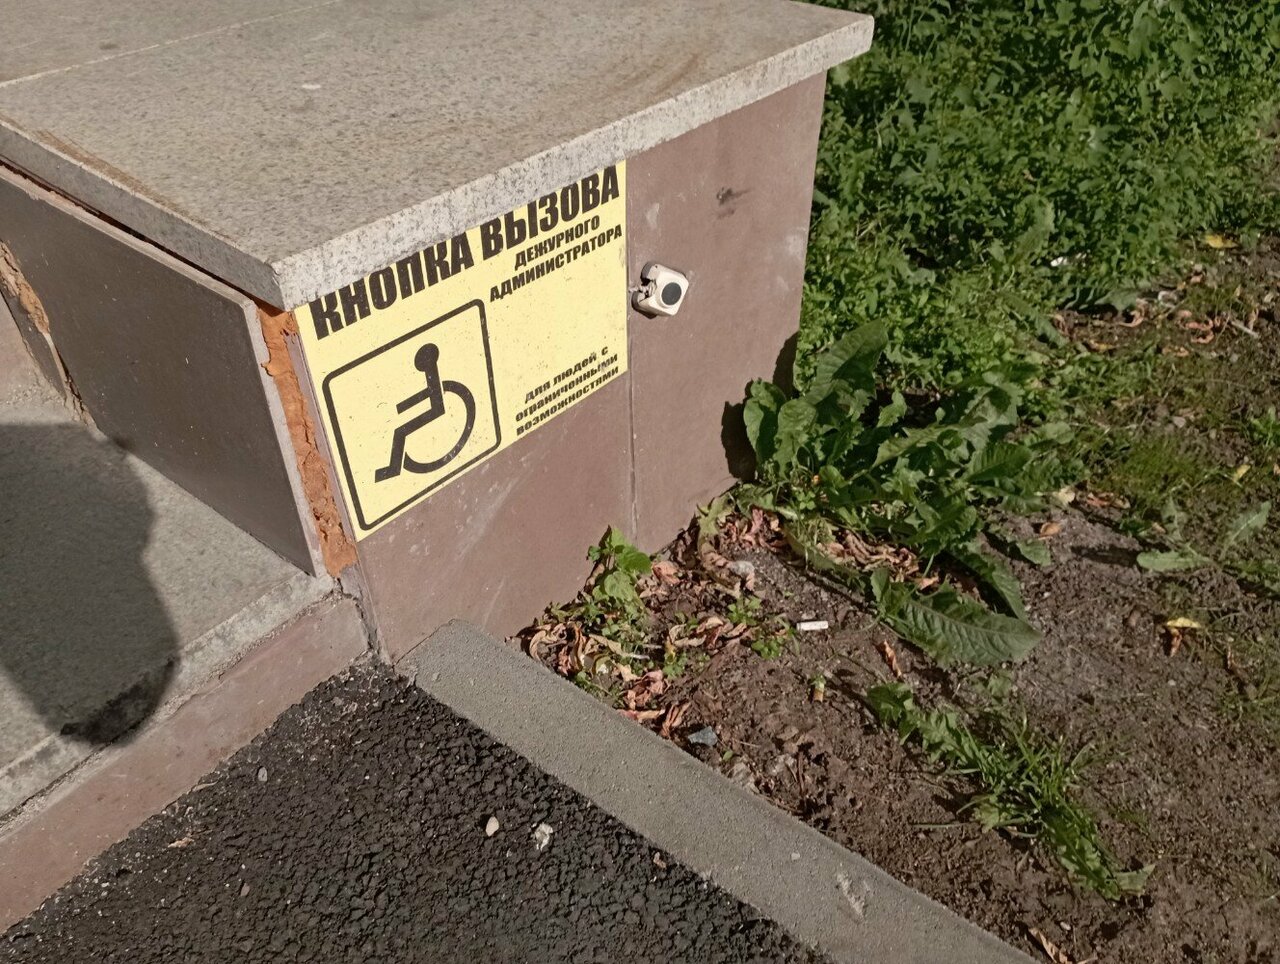 КНОПКА ВЫЗОВА
ДЕЖУРНОГО
АДМИНИСТРАТОРА
ДЛЯ ЛЮДЕЙ С
ОГРАНИЧЕННЫМИ
ВОЗМОЖНОСТЯМИ